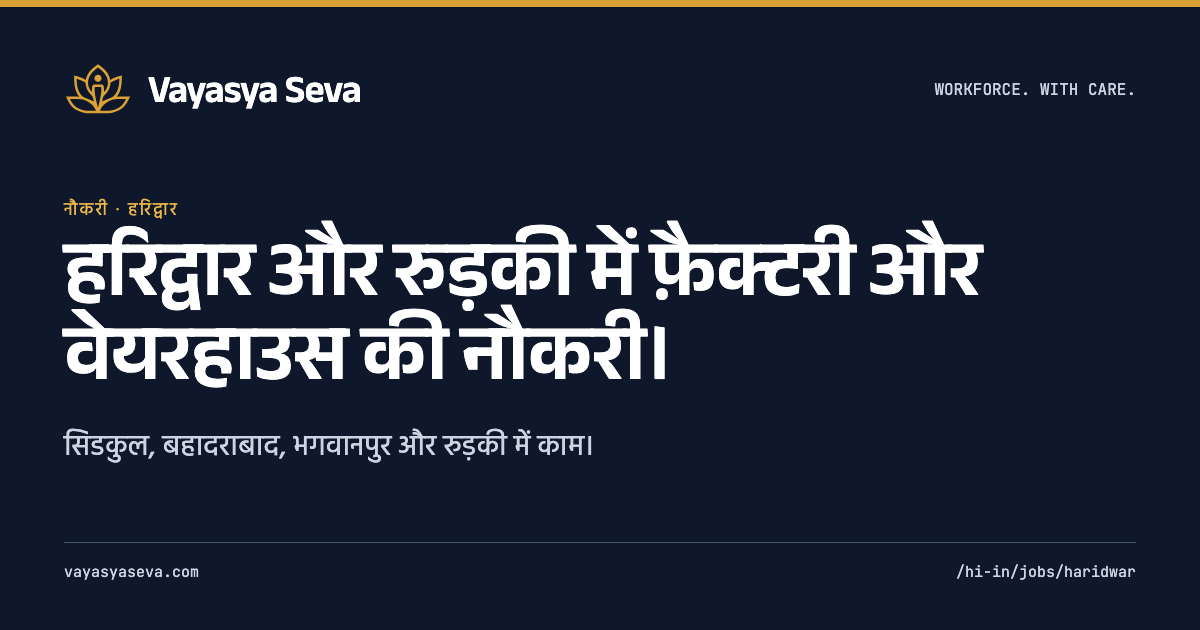 Vayasya Seva
WORKFORCE. WITH CARE.
नौकरी · हरिद्वार
हरिद्वार और रुड़की में फ़ैक्टरी और
वेयरहाउस की नौकरी।
सिडकुल, बहादराबाद, भगवानपुर और रुड़की में काम।
vayasyaseva.com
/hi-in/jobs/haridwar